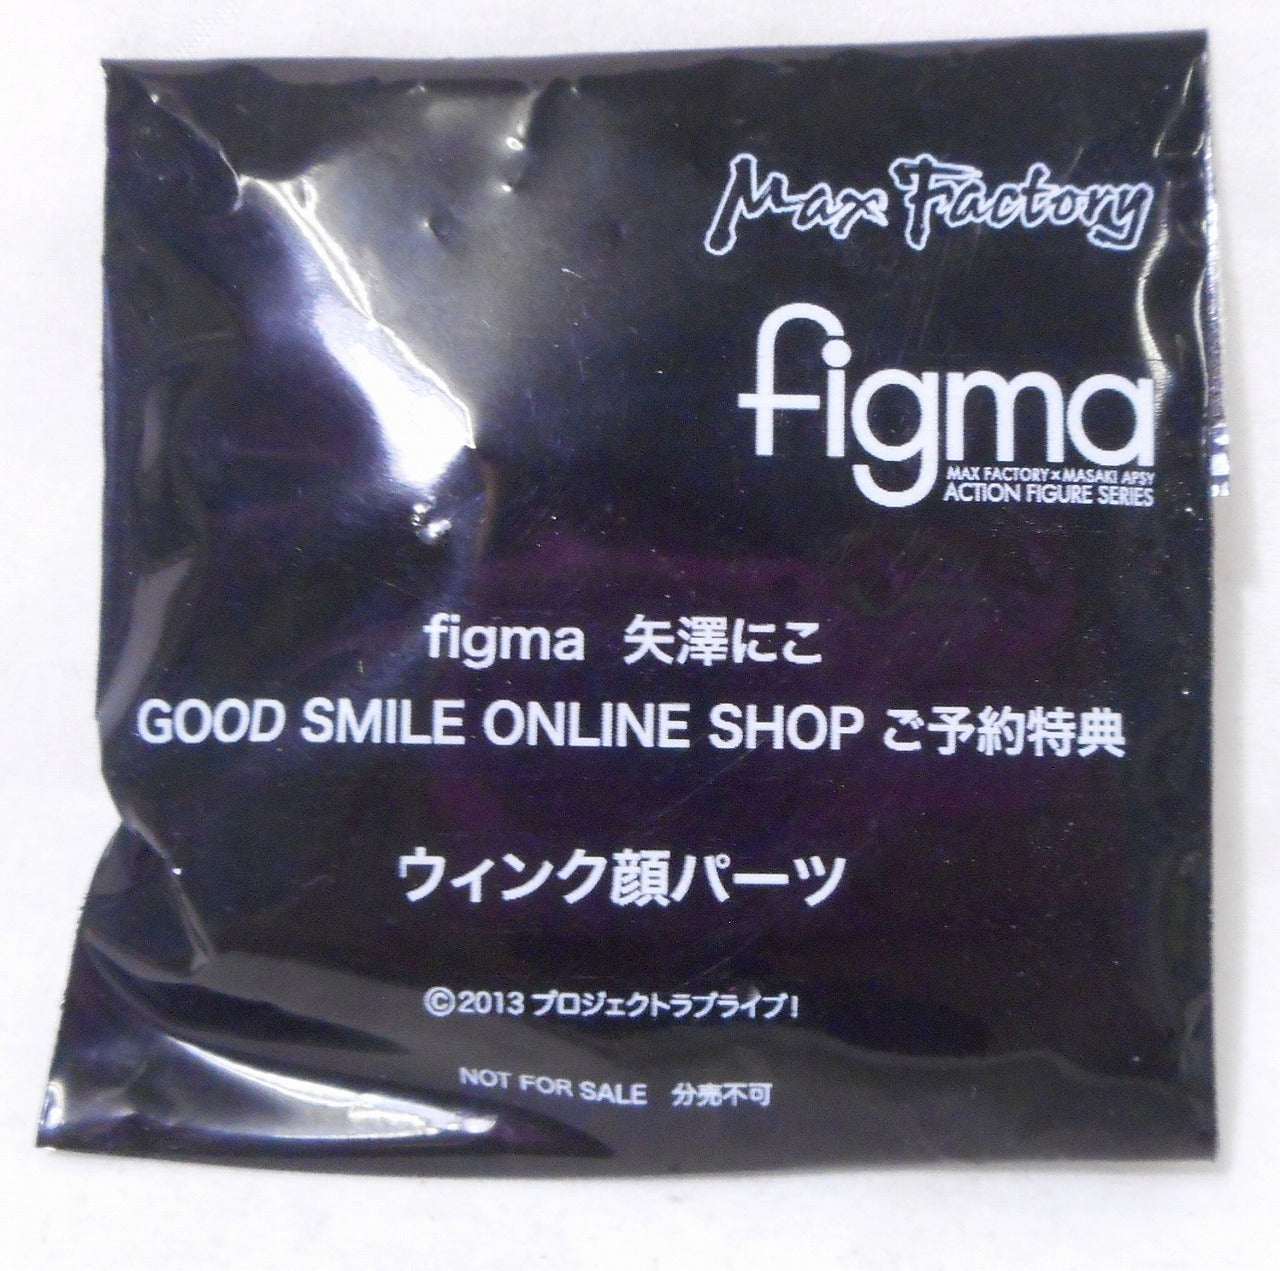 Max Factory
figma
MAX FACTORY×MASAKI APSY
ACTION FIGURE SERIES
figma 矢澤にこ
GOOD SMILE ONLINE SHOP ご予約特典
ウィンク顔パーツ
©2013 プロジェクトラブライブ!
NOT FOR SALE 分売不可